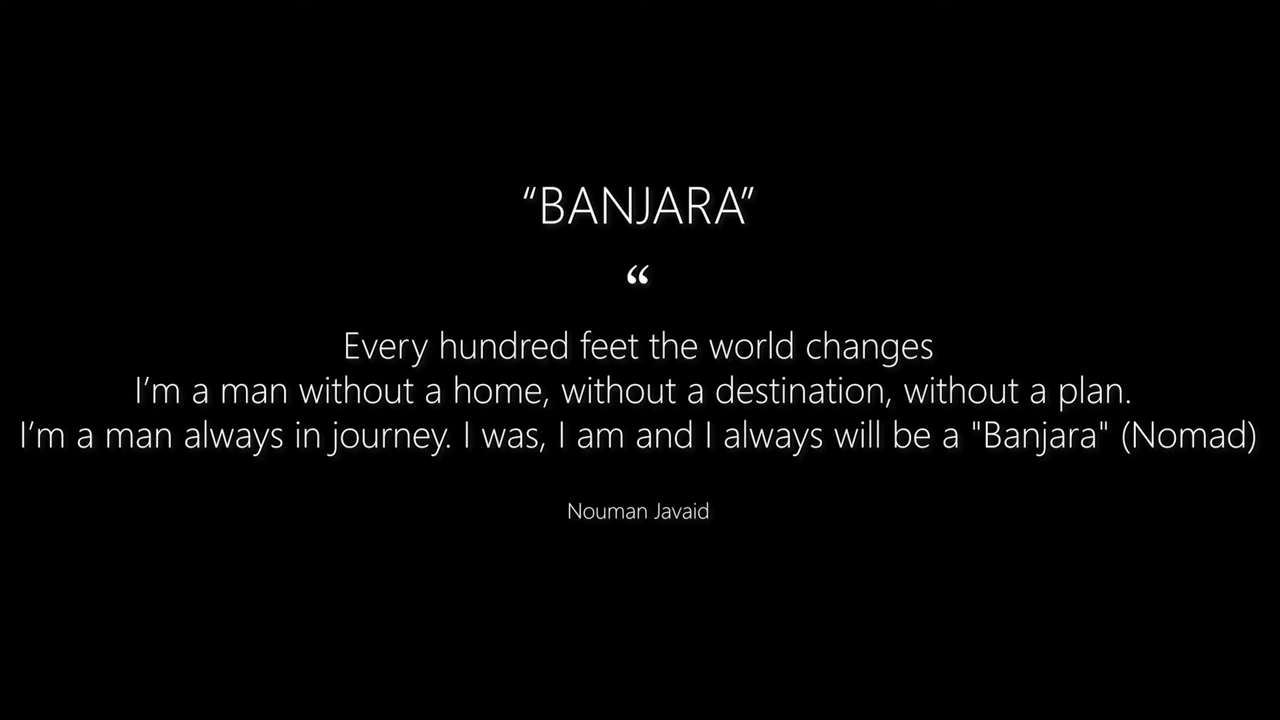 “BANJARA”
“
Every hundred feet the world changes
I’m a man without a home, without a destination, without a plan.
I’m a man always in journey. I was, I am and I always will be a "Banjara" (Nomad)
Nouman Javaid